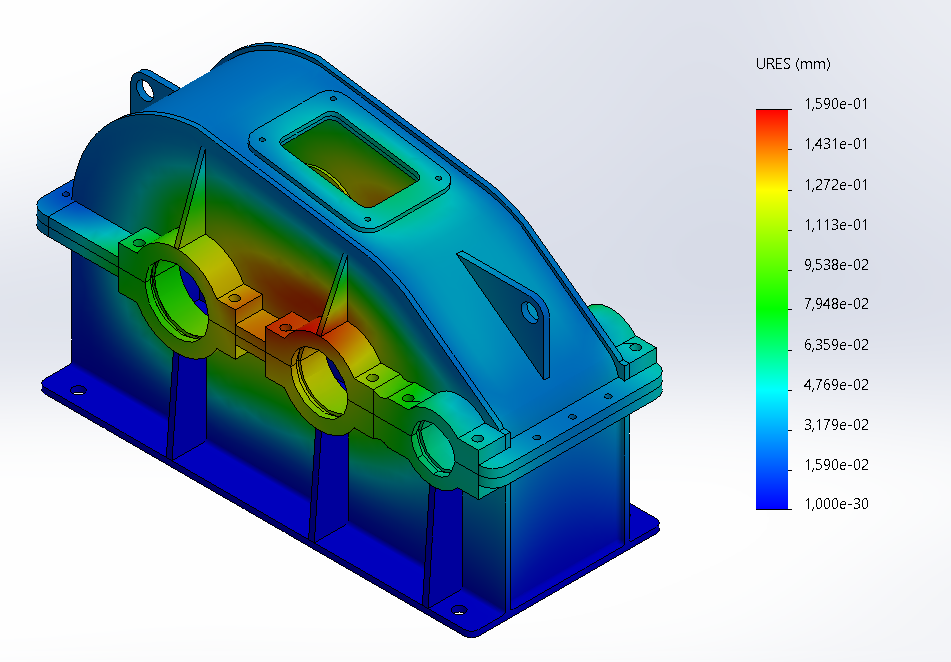 URES (mm)
1,590e-01
1,431e-01
1,272e-01
1,113e-01
9,538e-02
7,948e-02
6,359e-02
4,769e-02
3,179e-02
1,590e-02
1,000e-30